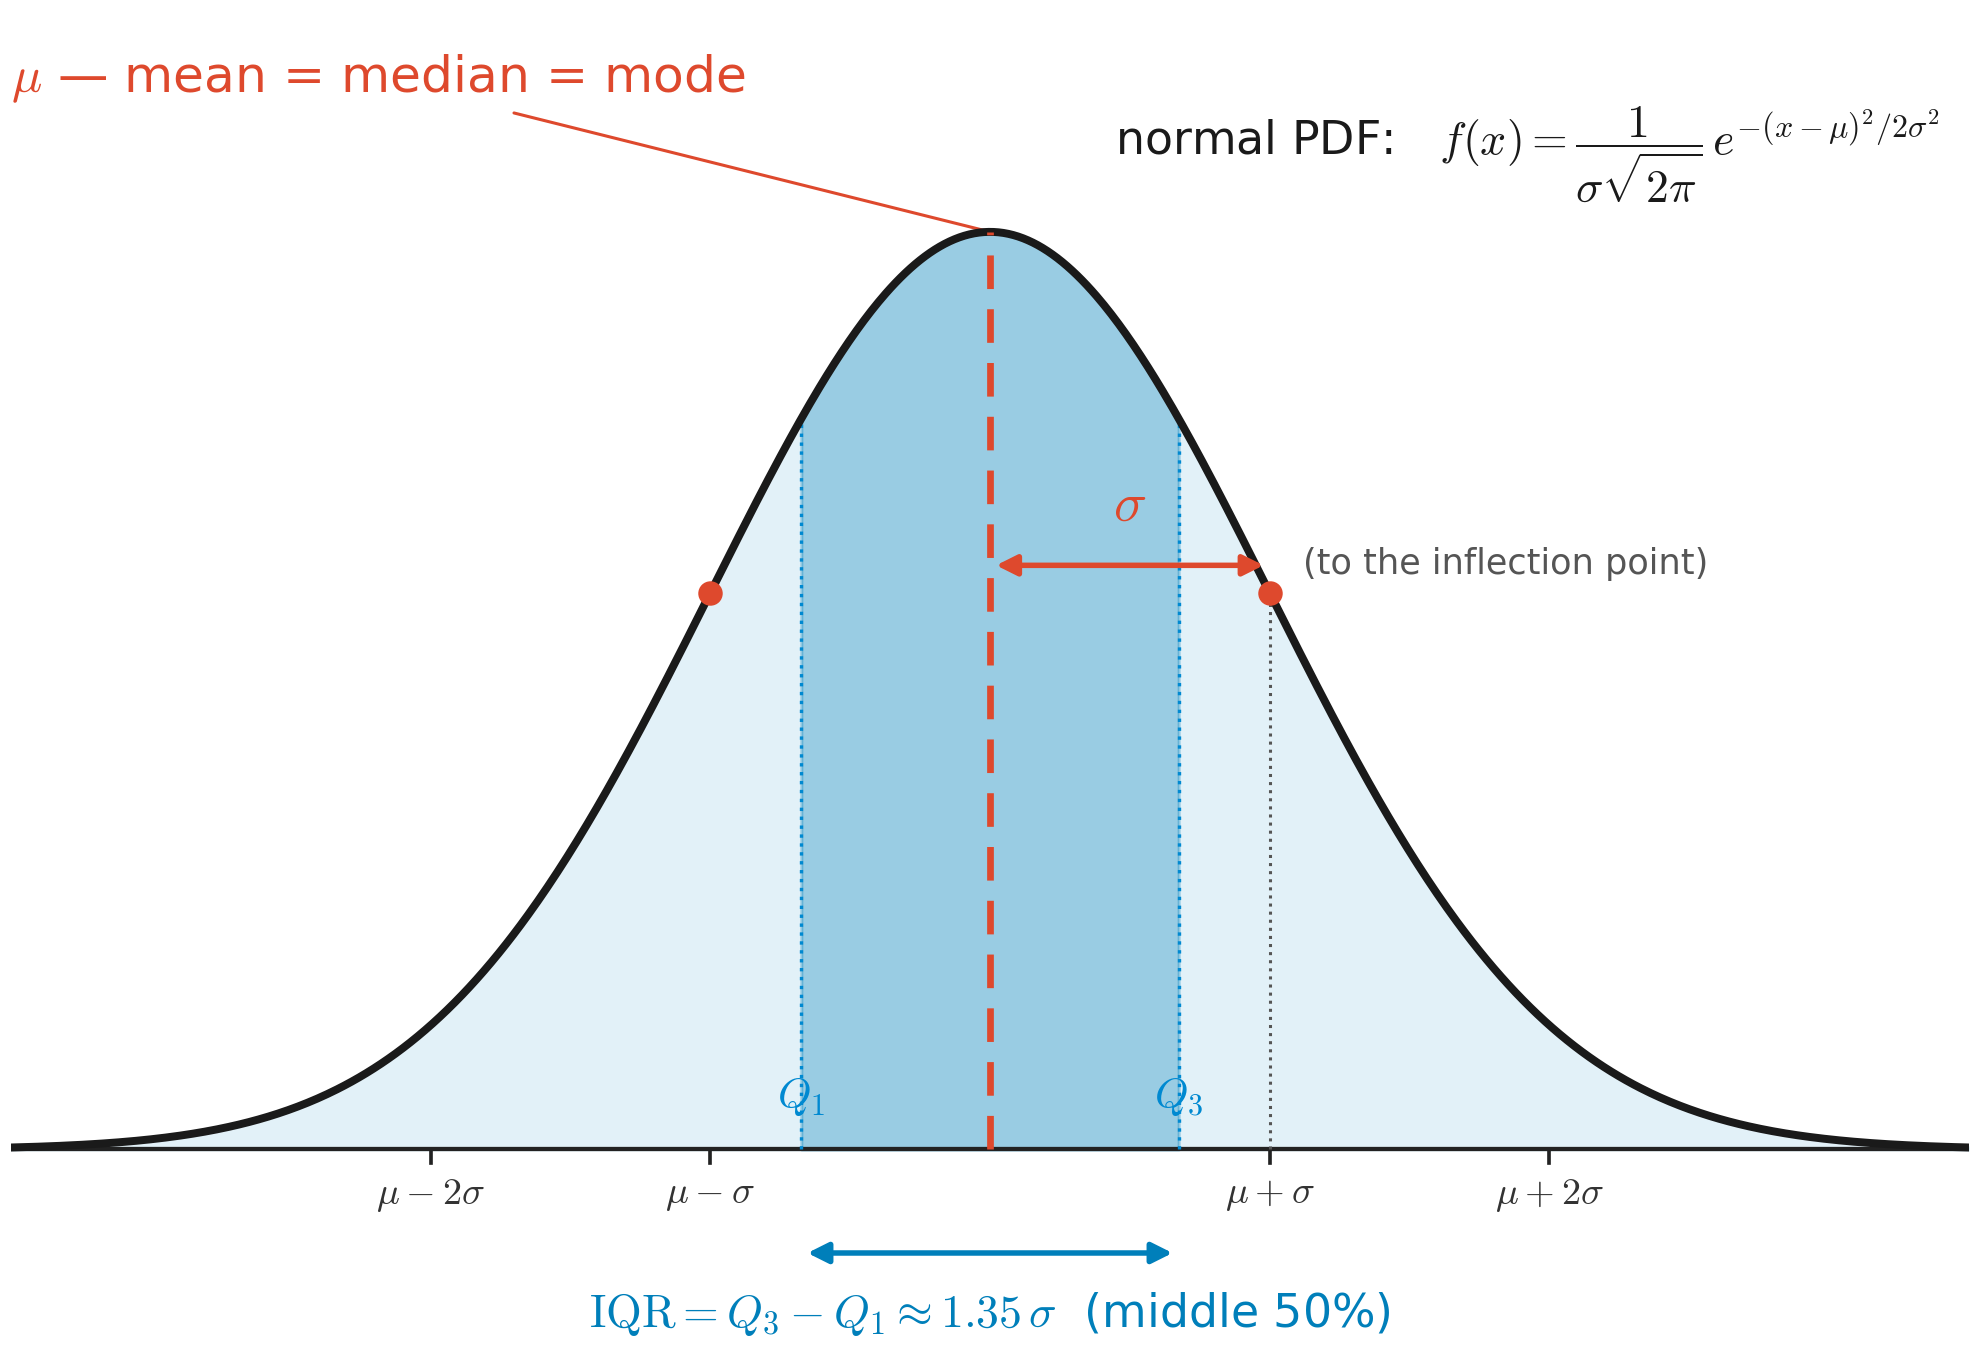 μ — mean = median = mode
normal PDF: f(x) = 1/(σ√2π) e^−(x−μ)²/2σ²
σ
(to the inflection point)
Q₁ Q₃
μ − 2σ μ − σ μ + σ μ + 2σ
IQR = Q₃ − Q₁ ≈ 1.35 σ (middle 50%)